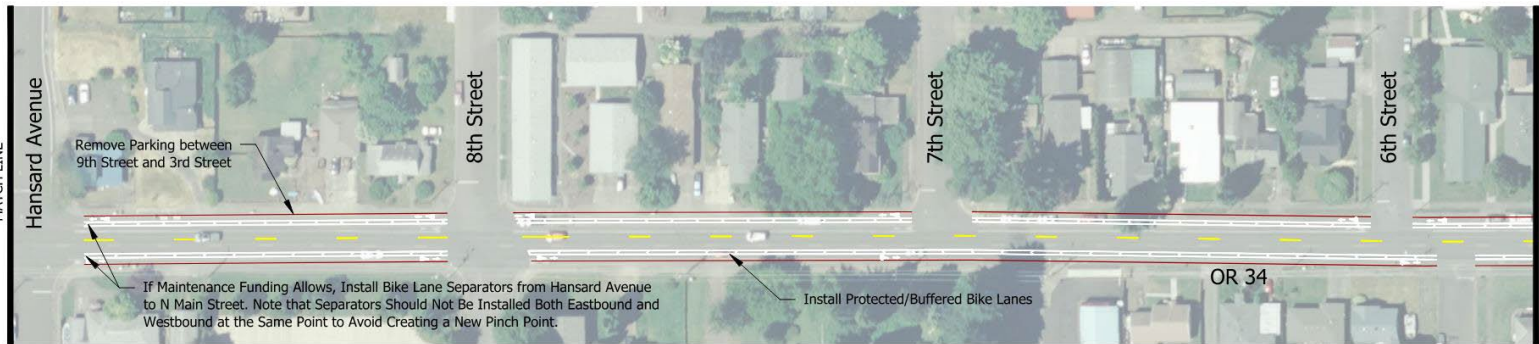 MATCH LINE
Hansard Avenue
Remove Parking between
9th Street and 3rd Street
8th Street
7th Street
6th Street
If Maintenance Funding Allows, Install Bike Lane Separators from Hansard Avenue
to N Main Street. Note that Separators Should Not Be Installed Both Eastbound and
Westbound at the Same Point to Avoid Creating a New Pinch Point.
Install Protected/Buffered Bike Lanes
OR 34